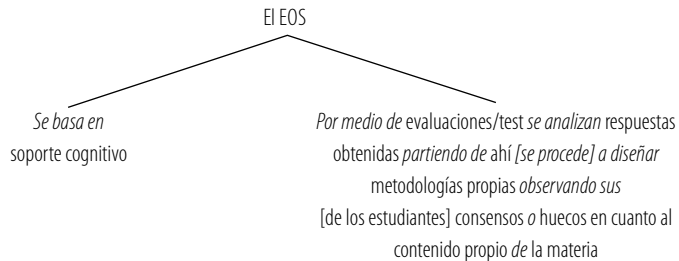 El EOS
Se basa en
soporte cognitivo
Por medio de evaluaciones/test se analizan respuestas
obtenidas partiendo de ahí [se procede] a diseñar
metodologías propias observando sus
[de los estudiantes] consensos o huecos en cuanto al
contenido propio de la materia